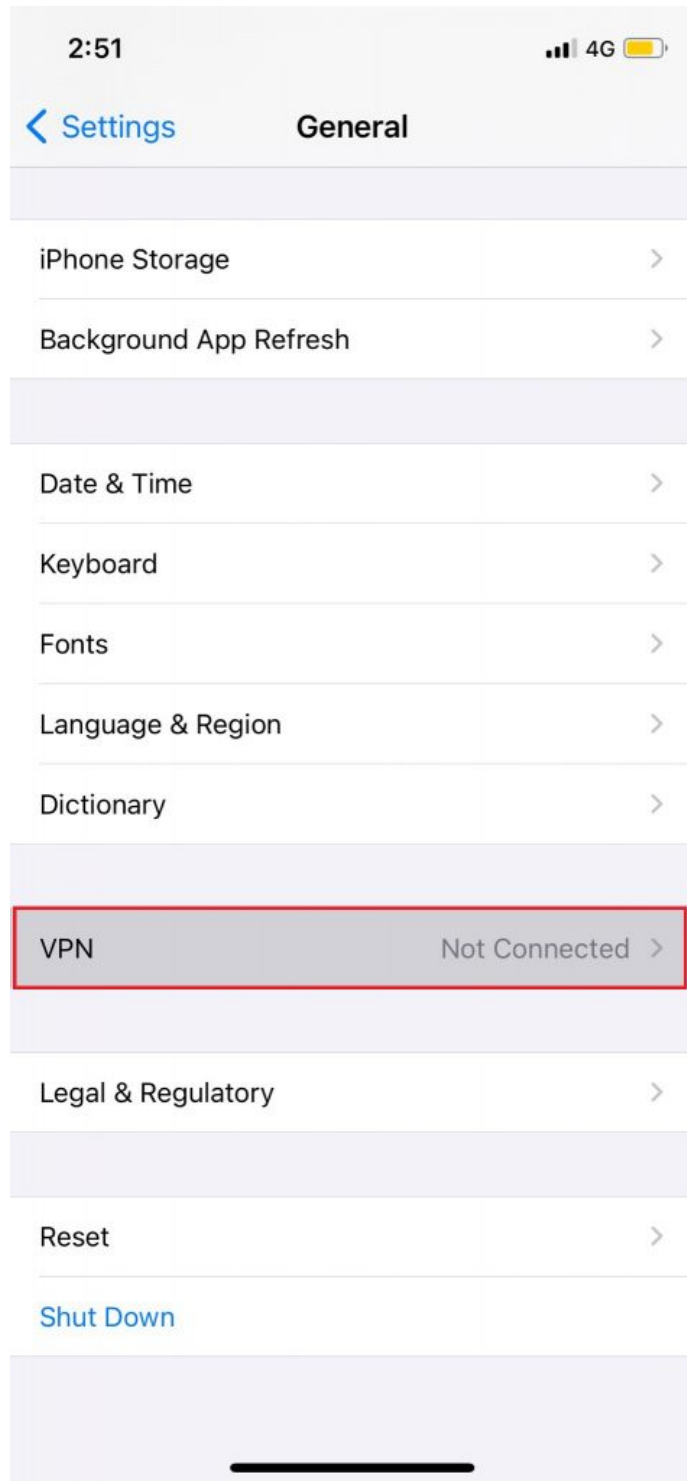 2:51 4G
Settings General
iPhone Storage
Background App Refresh
Date & Time
Keyboard
Fonts
Language & Region
Dictionary
VPN Not Connected
Legal & Regulatory
Reset
Shut Down